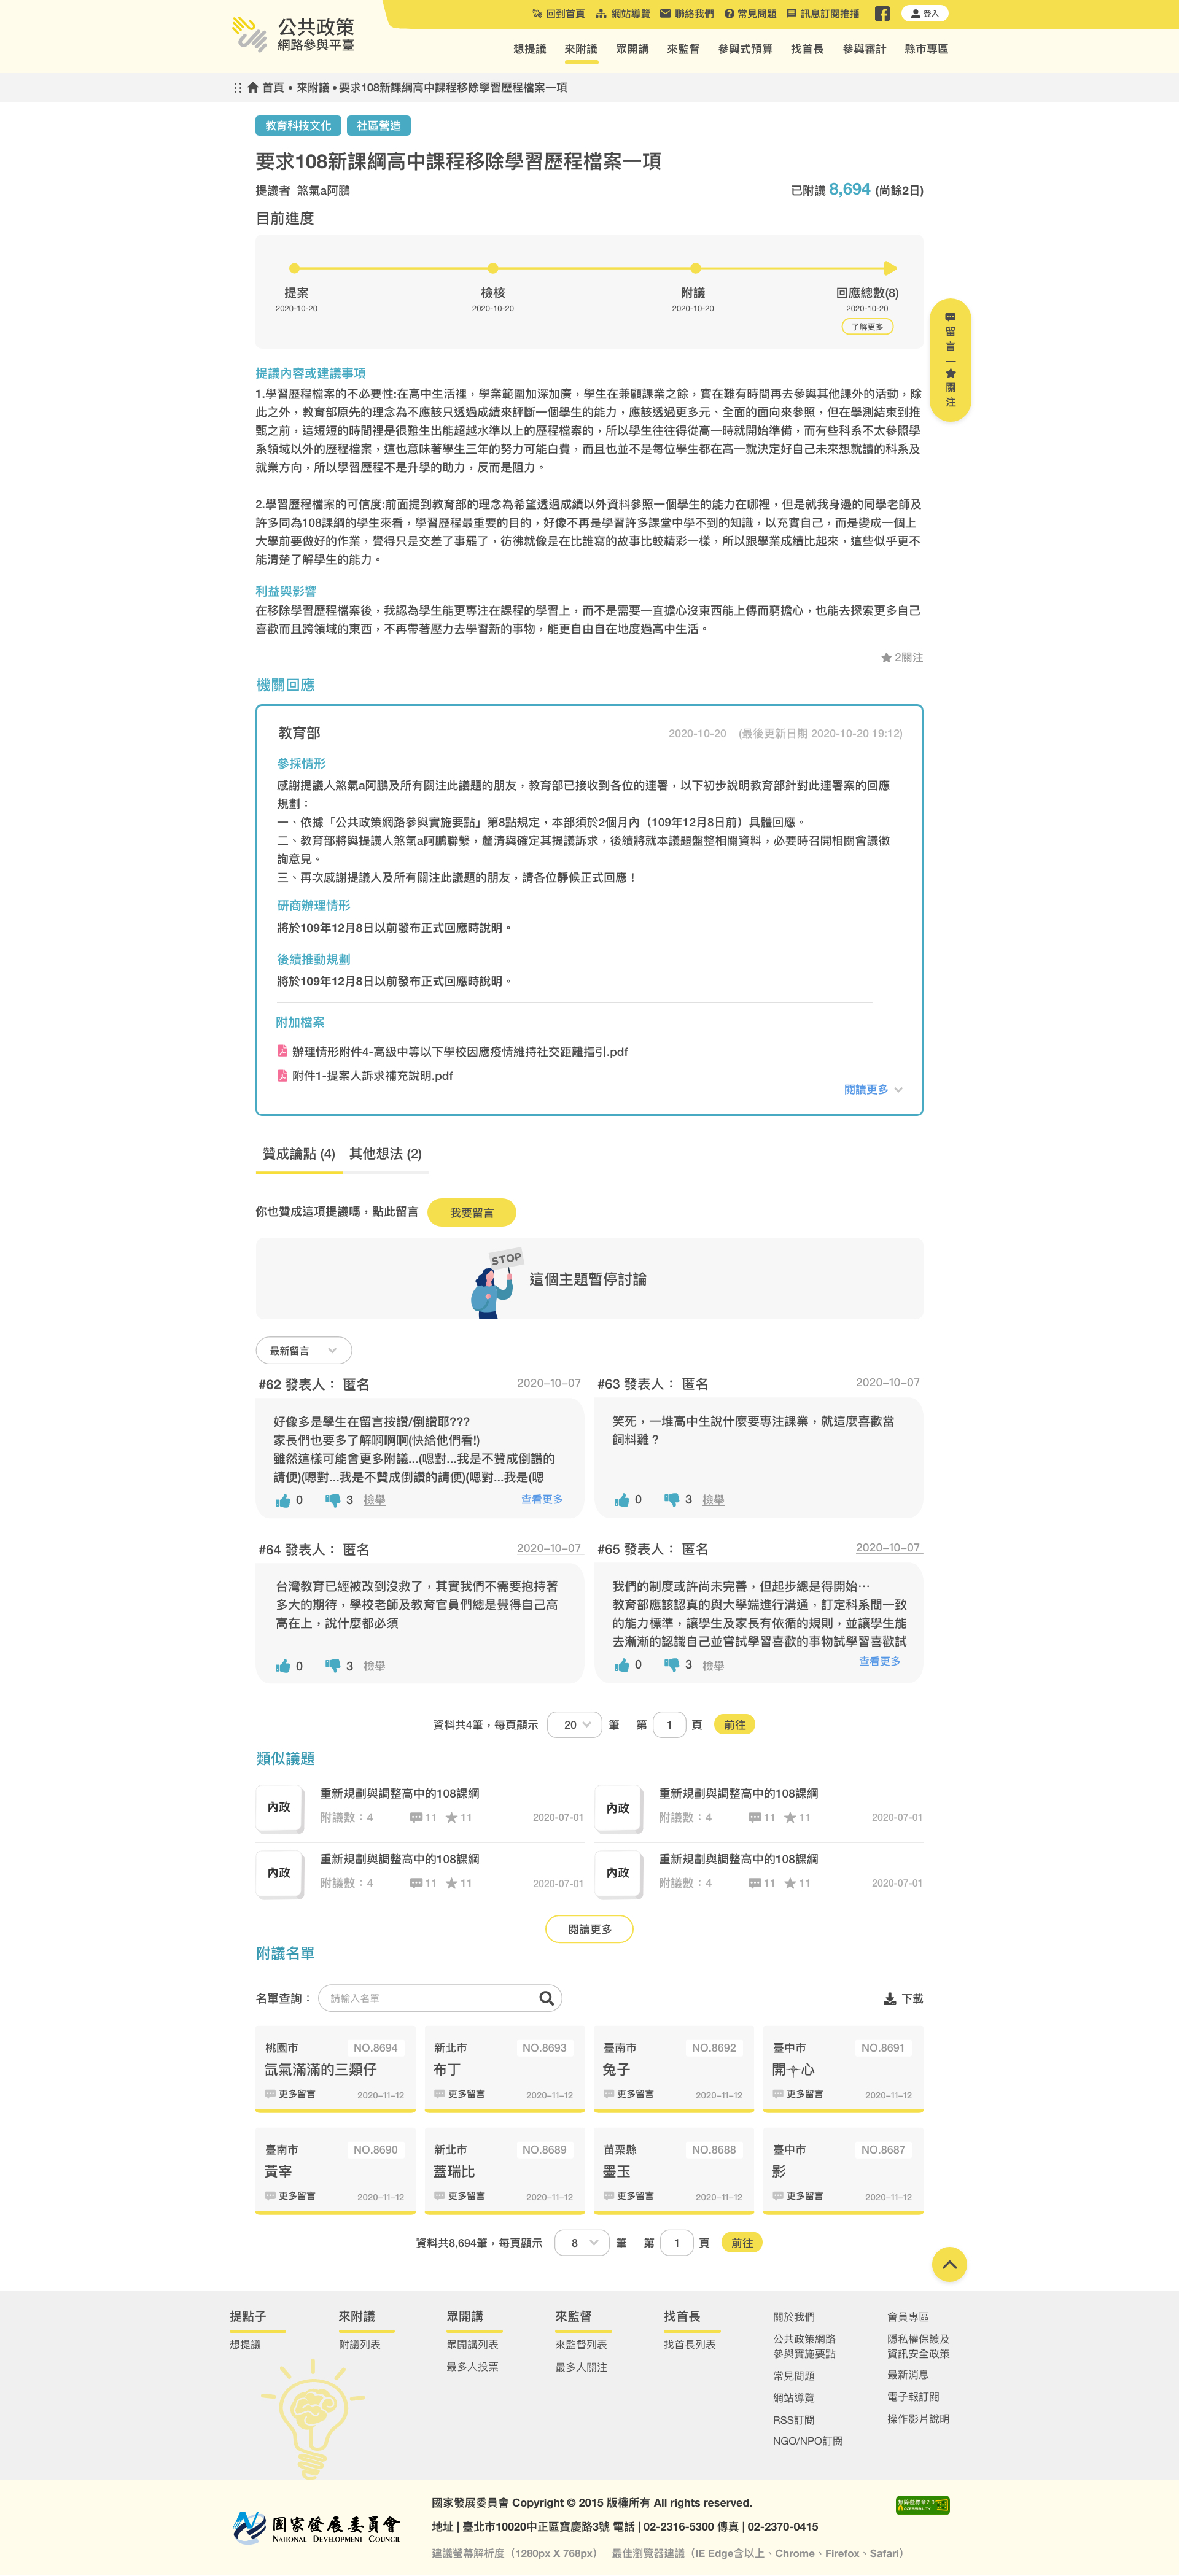 公共政策
網路參與平臺
回到首頁 網站導覽 聯絡我們 常見問題 訊息訂閱推播 登入
想提議 來附議 眾開講 來監督 參與式預算 找首長 參與審計 縣市專區
首頁 • 來附議 • 要求108新課綱高中課程移除學習歷程檔案一項
教育科技文化 社區營造
要求108新課綱高中課程移除學習歷程檔案一項
提議者 煞氣a阿鵬 已附議 8,694 (尚餘2日)
目前進度
提案 檢核 附議 回應總數(8)
2020-10-20 2020-10-20 2020-10-20 2020-10-20
了解更多
留言
關注
提議內容或建議事項
1.學習歷程檔案的不必要性:在高中生活裡，學業範圍加深加廣，學生在兼顧課業之餘，實在難有時間再去參與其他課外的活動，除
此之外，教育部原先的理念為不應該只透過成績來評斷一個學生的能力，應該透過更多元、全面的面向來參照，但在學測結束到推
甄之前，這短短的時間裡是很難生出能超越水準以上的歷程檔案的，所以學生往往得從高一時就開始準備，而有些科系不太參照學
系領域以外的歷程檔案，這也意味著學生三年的努力可能白費，而且也並不是每位學生都在高一就決定好自己未來想就讀的科系及
就業方向，所以學習歷程不是升學的助力，反而是阻力。
2.學習歷程檔案的可信度:前面提到教育部的理念為希望透過成績以外資料參照一個學生的能力在哪裡，但是就我身邊的同學老師及
許多同為108課綱的學生來看，學習歷程最重要的目的，好像不再是學習許多課堂中學不到的知識，以充實自己，而是變成一個上
大學前要做好的作業，覺得只是交差了事罷了，彷彿就像是在比誰寫的故事比較精彩一樣，所以跟學業成績比起來，這些似乎更不
能清楚了解學生的能力。
利益與影響
在移除學習歷程檔案後，我認為學生能更專注在課程的學習上，而不是需要一直擔心沒東西能上傳而窮擔心，也能去探索更多自己
喜歡而且跨領域的東西，不再帶著壓力去學習新的事物，能更自由自在地度過高中生活。
2關注
機關回應
教育部 2020-10-20 (最後更新日期 2020-10-20 19:12)
參採情形
感謝提議人煞氣a阿鵬及所有關注此議題的朋友，教育部已接收到各位的連署，以下初步說明教育部針對此連署案的回應
規劃：
一、依據「公共政策網路參與實施要點」第8點規定，本部須於2個月內（109年12月8日前）具體回應。
二、教育部將與提議人煞氣a阿鵬聯繫，釐清與確定其提議訴求，後續將就本議題盤整相關資料，必要時召開相關會議徵
詢意見。
三、再次感謝提議人及所有關注此議題的朋友，請各位靜候正式回應！
研商辦理情形
將於109年12月8日以前發布正式回應時說明。
後續推動規劃
將於109年12月8日以前發布正式回應時說明。
附加檔案
辦理情形附件4-高級中等以下學校因應疫情維持社交距離指引.pdf
附件1-提案人訴求補充說明.pdf
閱讀更多
贊成論點 (4) 其他想法 (2)
你也贊成這項提議嗎，點此留言 我要留言
STOP
這個主題暫停討論
最新留言
#62 發表人： 匿名 2020-10-07
好像多是學生在留言按讚/倒讚耶???
家長們也要多了解啊啊啊(快給他們看!)
雖然這樣可能會更多附議...(嗯對...我是不贊成倒讚的
請便)(嗯對...我是不贊成倒讚的請便)(嗯對...我是(嗯
0 3 檢舉 查看更多
#63 發表人： 匿名 2020-10-07
笑死，一堆高中生說什麼要專注課業，就這麼喜歡當
飼料雞？
0 3 檢舉
#64 發表人： 匿名 2020-10-07
台灣教育已經被改到沒救了，其實我們不需要抱持著
多大的期待，學校老師及教育官員們總是覺得自己高
高在上，說什麼都必須
0 3 檢舉
#65 發表人： 匿名 2020-10-07
我們的制度或許尚未完善，但起步總是得開始⋯
教育部應該認真的與大學端進行溝通，訂定科系間一致
的能力標準，讓學生及家長有依循的規則，並讓學生能
去漸漸的認識自己並嘗試學習喜歡的事物試學習喜歡試
0 3 檢舉 查看更多
資料共4筆，每頁顯示 20 筆 第 1 頁 前往
類似議題
內政 重新規劃與調整高中的108課綱
附議數：4 11 11 2020-07-01
內政 重新規劃與調整高中的108課綱
附議數：4 11 11 2020-07-01
內政 重新規劃與調整高中的108課綱
附議數：4 11 11 2020-07-01
內政 重新規劃與調整高中的108課綱
附議數：4 11 11 2020-07-01
閱讀更多
附議名單
名單查詢： 請輸入名單 下載
桃園市 NO.8694
氙氣滿滿的三類仔
更多留言 2020-11-12
新北市 NO.8693
布丁
更多留言 2020-11-12
臺南市 NO.8692
兔子
更多留言 2020-11-12
臺中市 NO.8691
開╬心
更多留言 2020-11-12
臺南市 NO.8690
黃宰
更多留言 2020-11-12
新北市 NO.8689
蓋瑞比
更多留言 2020-11-12
苗栗縣 NO.8688
墨玉
更多留言 2020-11-12
臺中市 NO.8687
影
更多留言 2020-11-12
資料共8,694筆，每頁顯示 8 筆 第 1 頁 前往
提點子
想提議
來附議
附議列表
眾開講
眾開講列表
最多人投票
來監督
來監督列表
最多人關注
找首長
找首長列表
關於我們
公共政策網路
參與實施要點
常見問題
網站導覽
RSS訂閱
NGO/NPO訂閱
會員專區
隱私權保護及
資訊安全政策
最新消息
電子報訂閱
操作影片說明
國家發展委員會
NATIONAL DEVELOPMENT COUNCIL
國家發展委員會 Copyright © 2015 版權所有 All rights reserved.
地址 | 臺北市10020中正區寶慶路3號 電話 | 02-2316-5300 傳真 | 02-2370-0415
建議螢幕解析度（1280px X 768px） 最佳瀏覽器建議（IE Edge含以上、Chrome、Firefox、Safari）